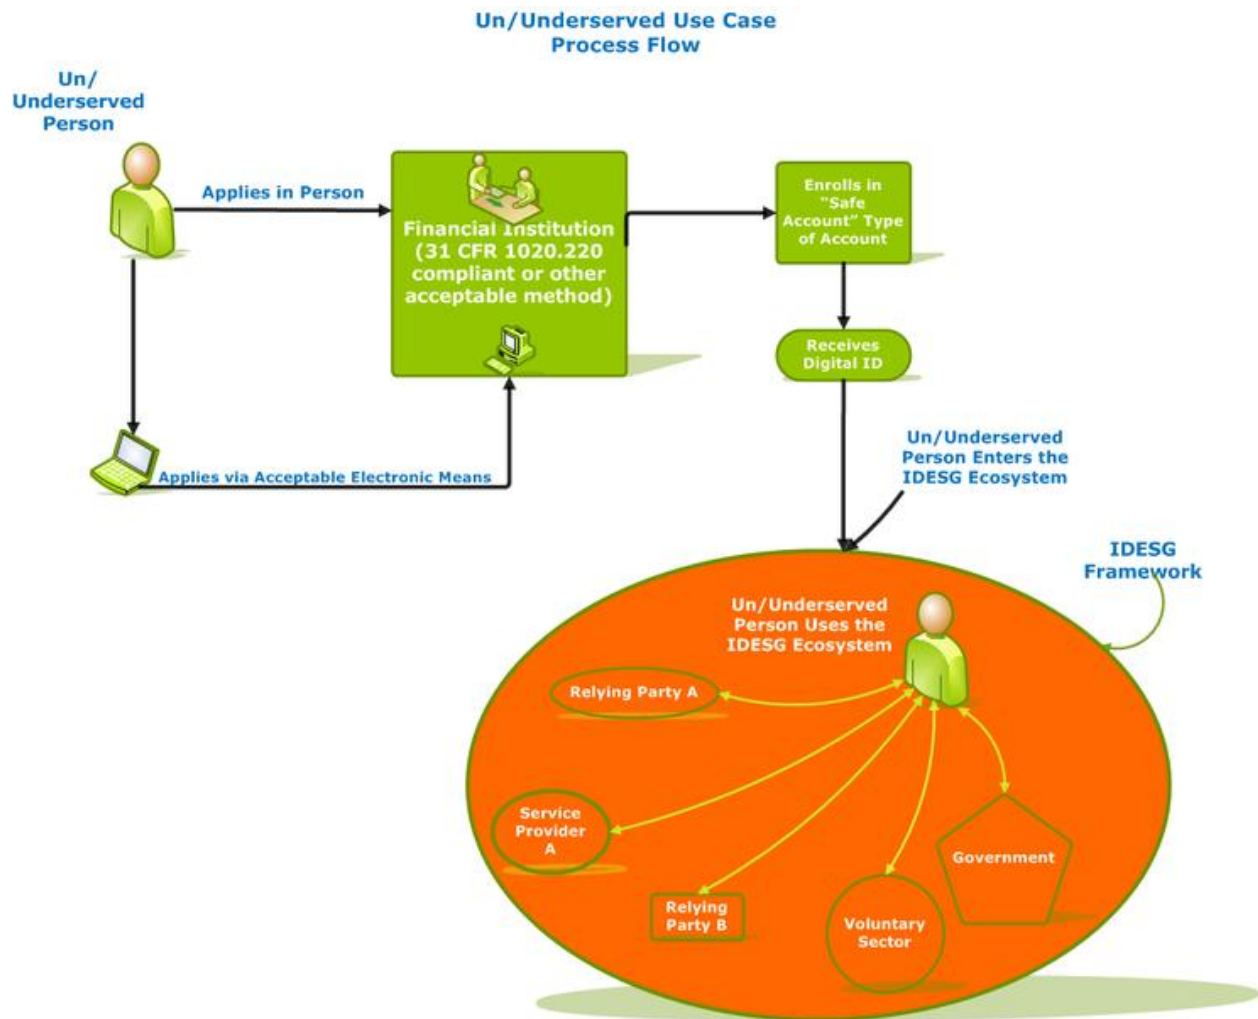 Un/Underserved Use Case
Process Flow
Un/
Underserved
Person
Applies in Person
Financial Institution
(31 CFR 1020.220
compliant or other
acceptable method)
Enrolls in
"Safe
Account" Type
of Account
Receives
Digital ID
Applies via Acceptable Electronic Means
Un/Underserved
Person Enters the
IDESG Ecosystem
IDESG
Framework
Un/Underserved
Person Uses the
IDESG Ecosystem
Relying Party A
Service
Provider
A
Relying
Party B
Voluntary
Sector
Government